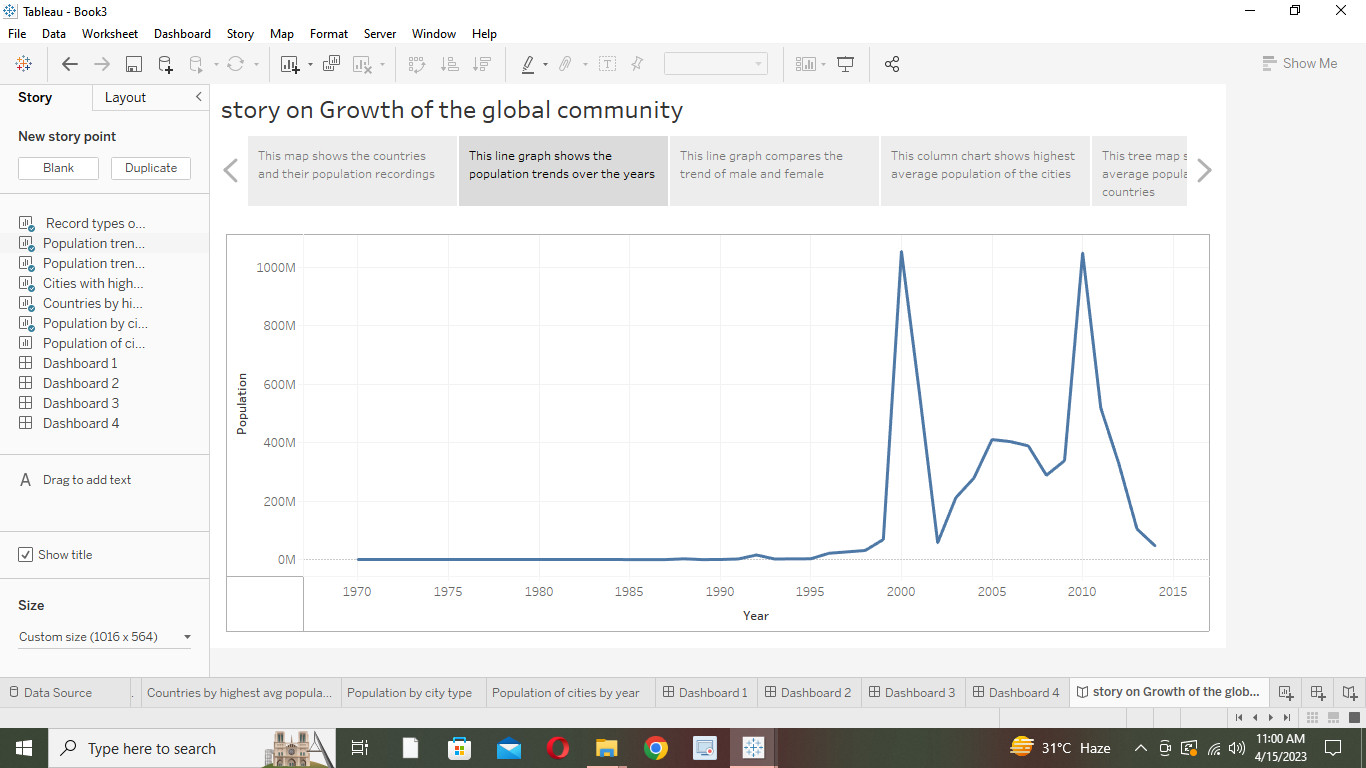 Tableau - Book3
File Data Worksheet Dashboard Story Map Format Server Window Help
Show Me
Story Layout
New story point
Blank Duplicate
Record types o...
Population tren...
Population tren...
Cities with high...
Countries by hi...
Population by ci...
Population of ci...
Dashboard 1
Dashboard 2
Dashboard 3
Dashboard 4
A Drag to add text
Show title
Size
Custom size (1016 x 564)
story on Growth of the global community
This map shows the countries
and their population recordings
This line graph shows the
population trends over the years
This line graph compares the
trend of male and female
This column chart shows highest
average population of the cities
This tree map s
average popula
countries
1000M
800M
600M
400M
200M
0M
Population
1970 1975 1980 1985 1990 1995 2000 2005 2010 2015
Year
Data Source Countries by highest avg popula... Population by city type Population of cities by year Dashboard 1 Dashboard 2 Dashboard 3 Dashboard 4 story on Growth of the glob...
Type here to search
31°C Haze
11:00 AM
4/15/2023